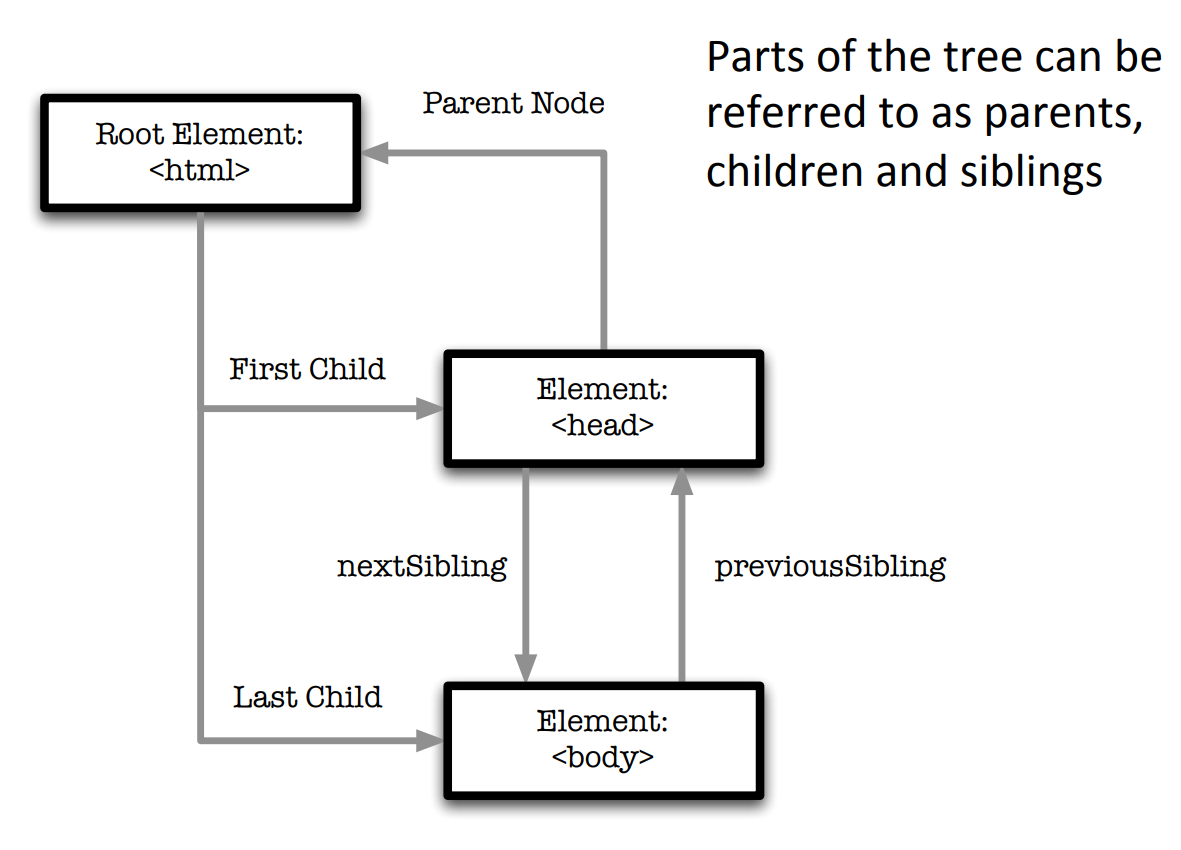 Parts of the tree can be
referred to as parents,
children and siblings
Parent Node
Root Element:
<html>
First Child
Element:
<head>
nextSibling
previousSibling
Last Child
Element:
<body>